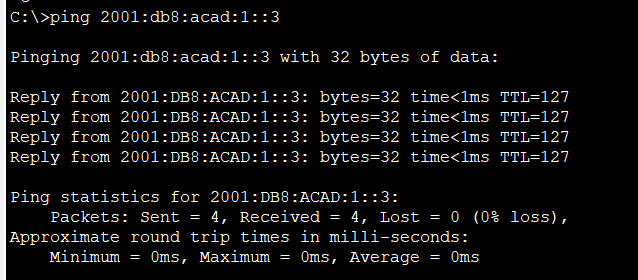 C:\>ping 2001:db8:acad:1::3
Pinging 2001:db8:acad:1::3 with 32 bytes of data:
Reply from 2001:DB8:ACAD:1::3: bytes=32 time<1ms TTL=127
Reply from 2001:DB8:ACAD:1::3: bytes=32 time<1ms TTL=127
Reply from 2001:DB8:ACAD:1::3: bytes=32 time<1ms TTL=127
Reply from 2001:DB8:ACAD:1::3: bytes=32 time<1ms TTL=127
Ping statistics for 2001:DB8:ACAD:1::3:
Packets: Sent = 4, Received = 4, Lost = 0 (0% loss),
Approximate round trip times in milli-seconds:
Minimum = 0ms, Maximum = 0ms, Average = 0ms